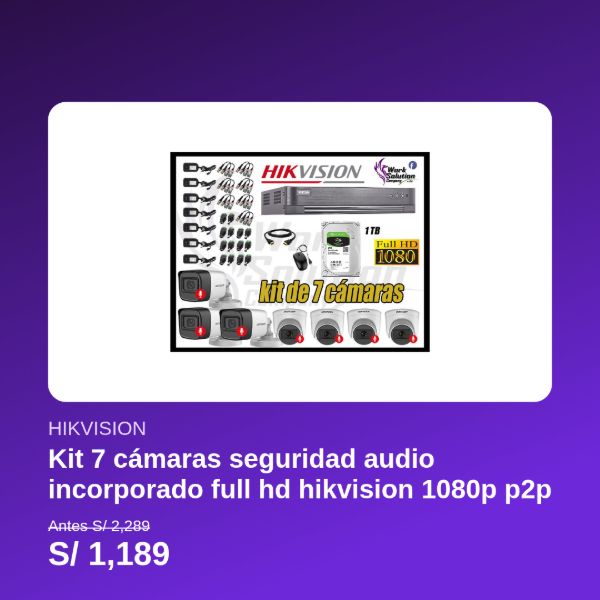 HIKVISION
Work
Solution
Company
1 TB
Full HD
1080
kit de 7 cámaras
HIKVISION
Kit 7 cámaras seguridad audio
incorporado full hd hikvision 1080p p2p
Antes S/ 2,289
S/ 1,189